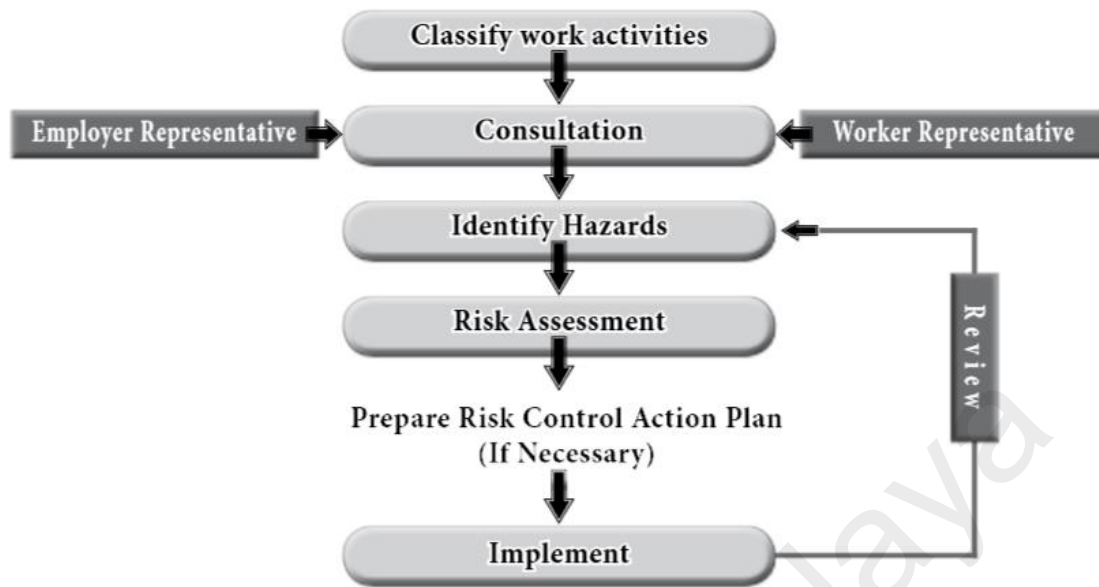 Classify work activities
Employer Representative
Consultation
Worker Representative
Identify Hazards
Risk Assessment
Review
Prepare Risk Control Action Plan
(If Necessary)
Implement
laya